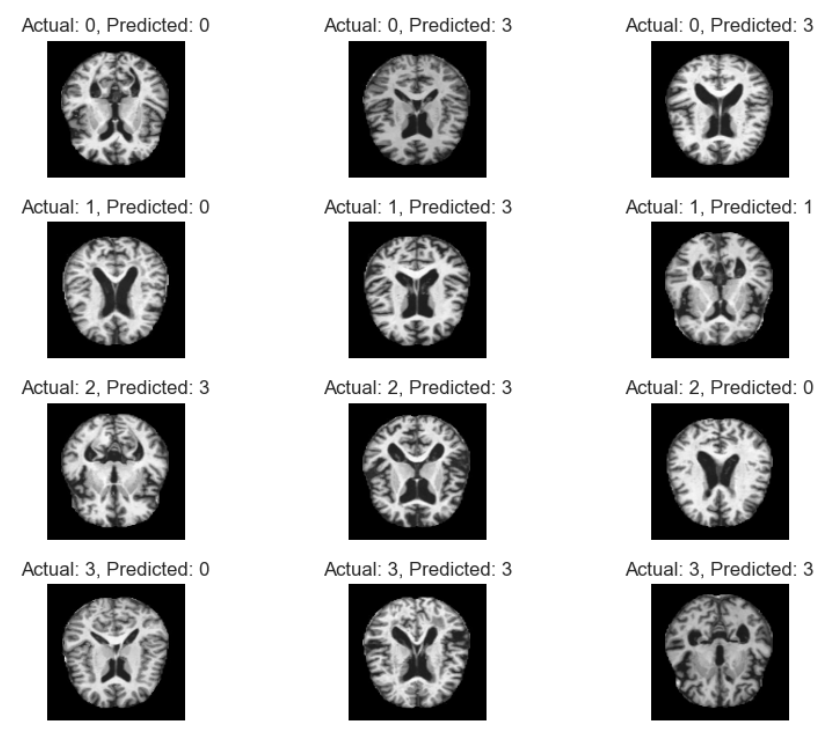 Actual: 0, Predicted: 0
Actual: 0, Predicted: 3
Actual: 0, Predicted: 3
Actual: 1, Predicted: 0
Actual: 1, Predicted: 3
Actual: 1, Predicted: 1
Actual: 2, Predicted: 3
Actual: 2, Predicted: 3
Actual: 2, Predicted: 0
Actual: 3, Predicted: 0
Actual: 3, Predicted: 3
Actual: 3, Predicted: 3